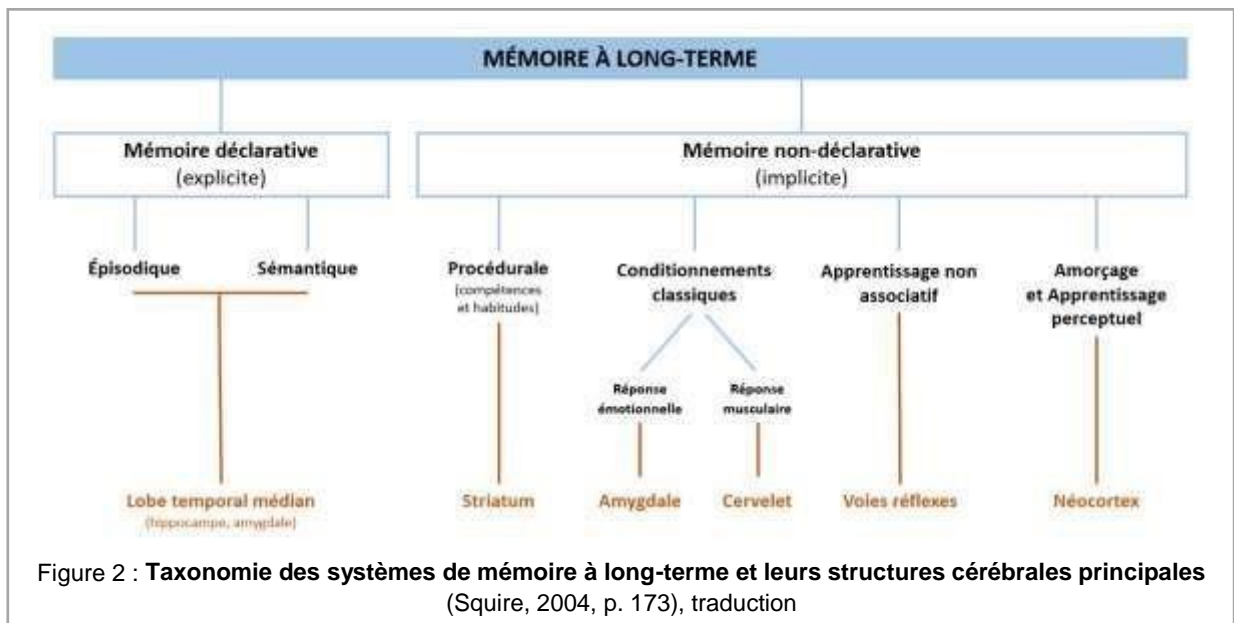 MÉMOIRE À LONG-TERME
Mémoire déclarative
(explicite)
Mémoire non-déclarative
(implicite)
Épisodique
Sémantique
Procédurale
(compétences
et habitudes)
Conditionnements
classiques
Apprentissage non
associatif
Amorçage
et Apprentissage
perceptuel
Réponse
émotionnelle
Réponse
musculaire
Lobe temporal médian
(hippocampe, amygdale)
Striatum
Amygdale
Cervelet
Voies réflexes
Néocortex
Figure 2 : Taxonomie des systèmes de mémoire à long-terme et leurs structures cérébrales principales
(Squire, 2004, p. 173), traduction